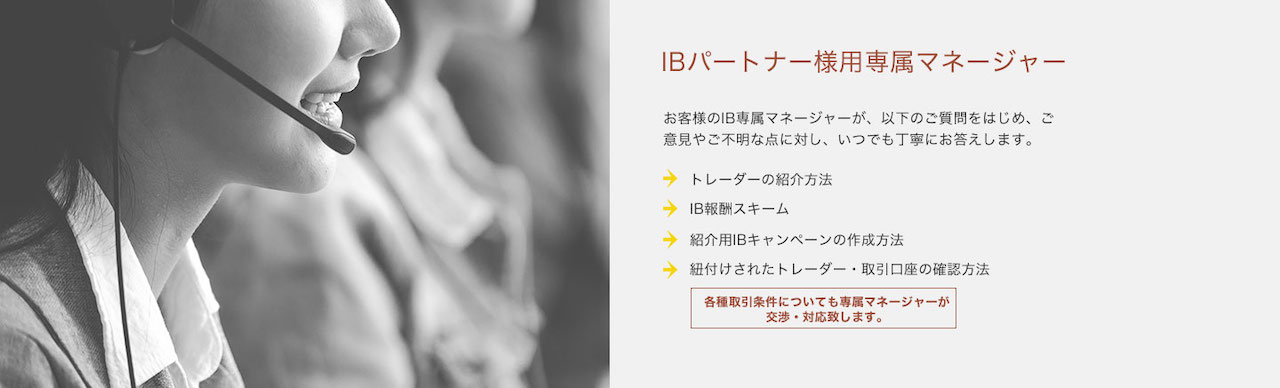 IBパートナー様用専属マネージャー
お客様のIB専属マネージャーが、以下のご質問をはじめ、ご
意見やご不明な点に対し、いつでも丁寧にお答えします。
トレーダーの紹介方法
IB報酬スキーム
紹介用IBキャンペーンの作成方法
紐付けされたトレーダー・取引口座の確認方法
各種取引条件についても専属マネージャーが
交渉・対応致します。